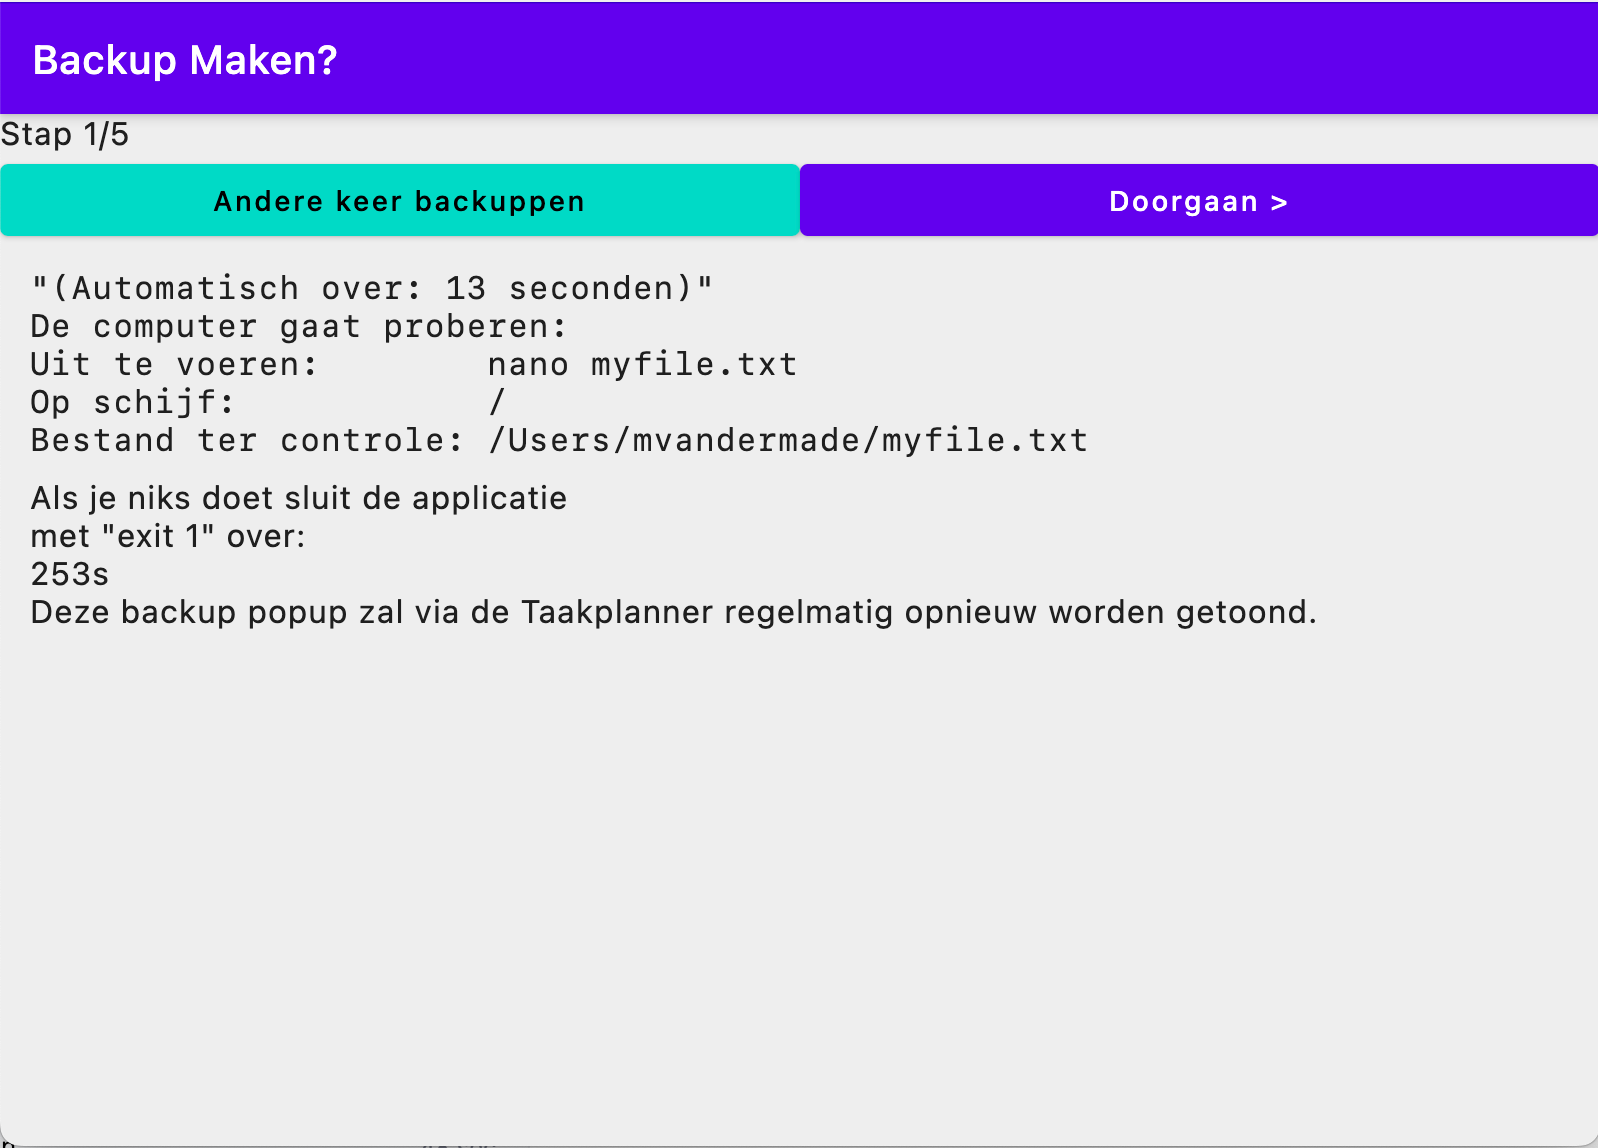 Backup Maken?
Stap 1/5
Andere keer backuppen
Doorgaan >
"(Automatisch over: 13 seconden)"
De computer gaat proberen:
Uit te voeren: nano myfile.txt
Op schijf: /
Bestand ter controle: /Users/mvandermade/myfile.txt
Als je niks doet sluit de applicatie
met "exit 1" over:
253s
Deze backup popup zal via de Taakplanner regelmatig opnieuw worden getoond.